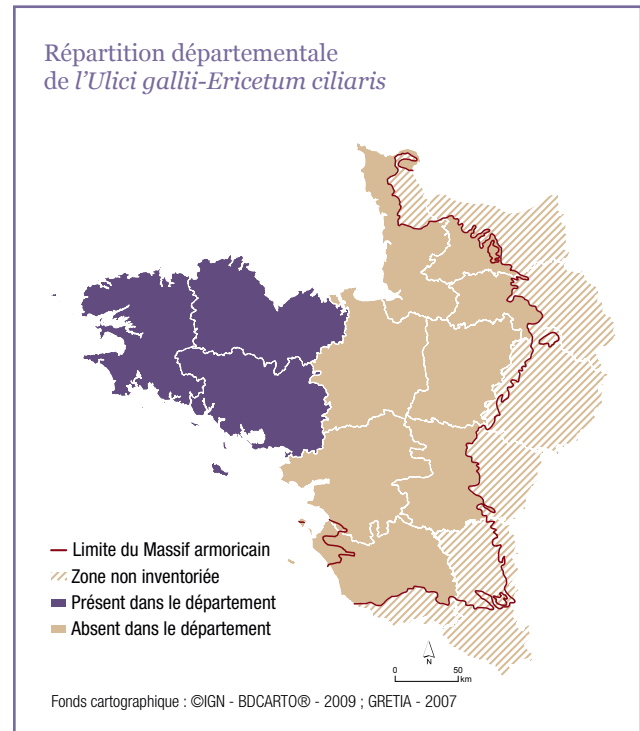 Répartition départementale
de l'Ulici gallii-Ericetum ciliaris
Limite du Massif armoricain
Zone non inventoriée
Présent dans le département
Absent dans le département
N
0 50
km
Fonds cartographique : ©IGN - BDCARTO® - 2009 ; GRETIA - 2007